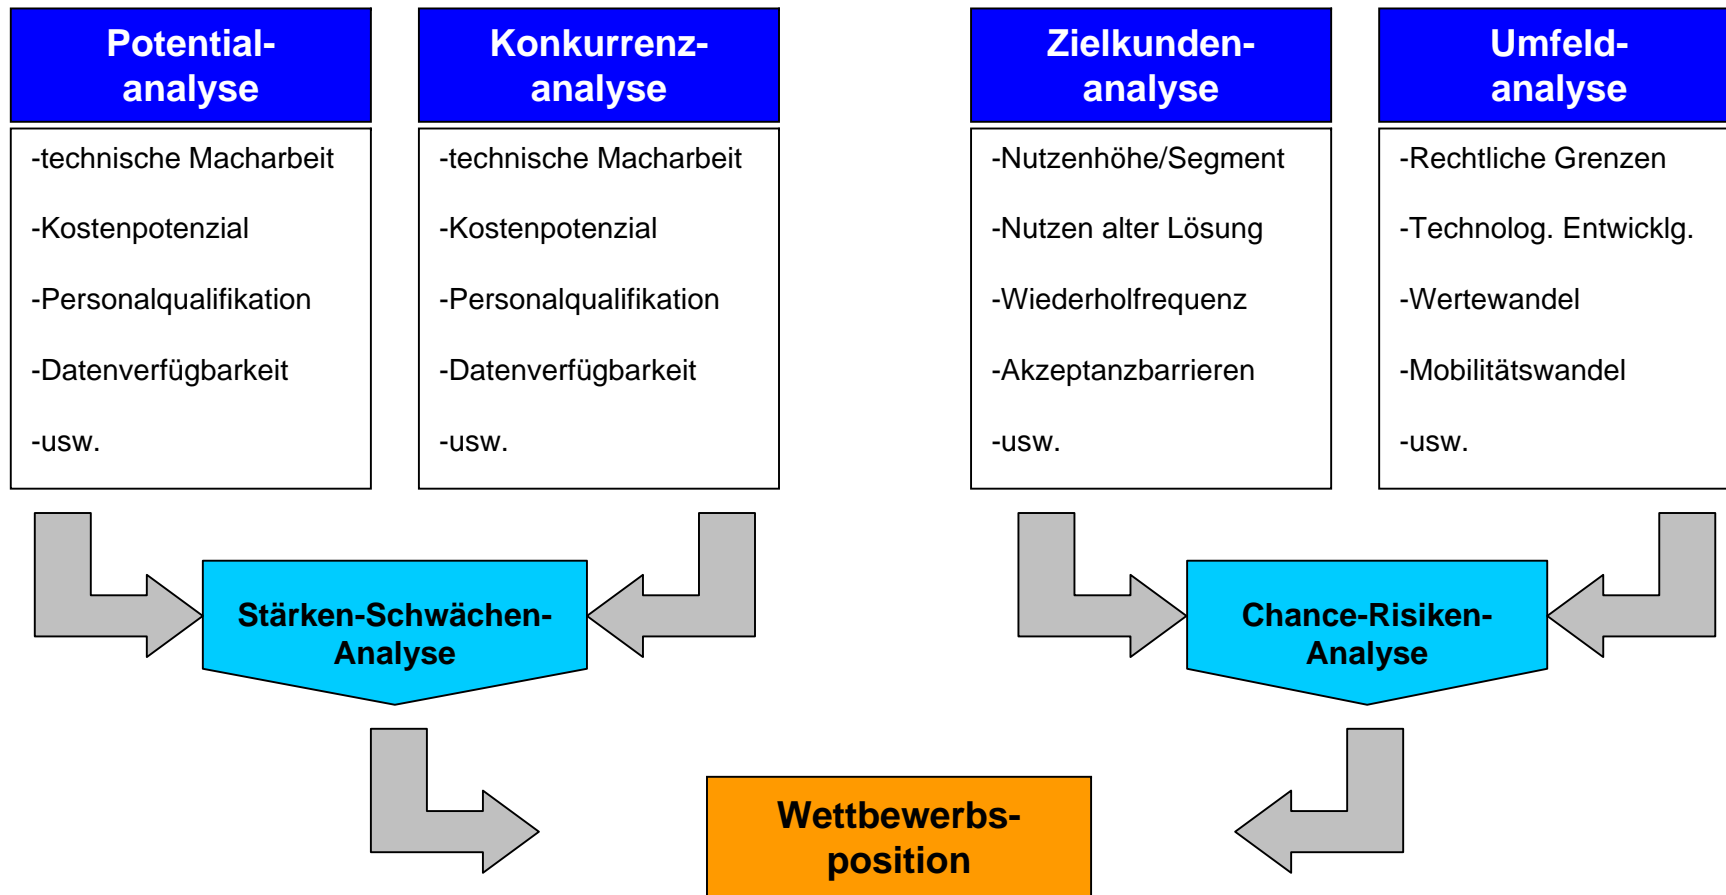 Potential-
analyse
-technische Macharbeit
-Kostenpotenzial
-Personalqualifikation
-Datenverfügbarkeit
-usw.
Konkurrenz-
analyse
-technische Macharbeit
-Kostenpotenzial
-Personalqualifikation
-Datenverfügbarkeit
-usw.
Zielkunden-
analyse
-Nutzenhöhe/Segment
-Nutzen alter Lösung
-Wiederholfrequenz
-Akzeptanzbarrieren
-usw.
Umfeld-
analyse
-Rechtliche Grenzen
-Technolog. Entwicklg.
-Wertewandel
-Mobilitätswandel
-usw.
Stärken-Schwächen-
Analyse
Chance-Risiken-
Analyse
Wettbewerbs-
position